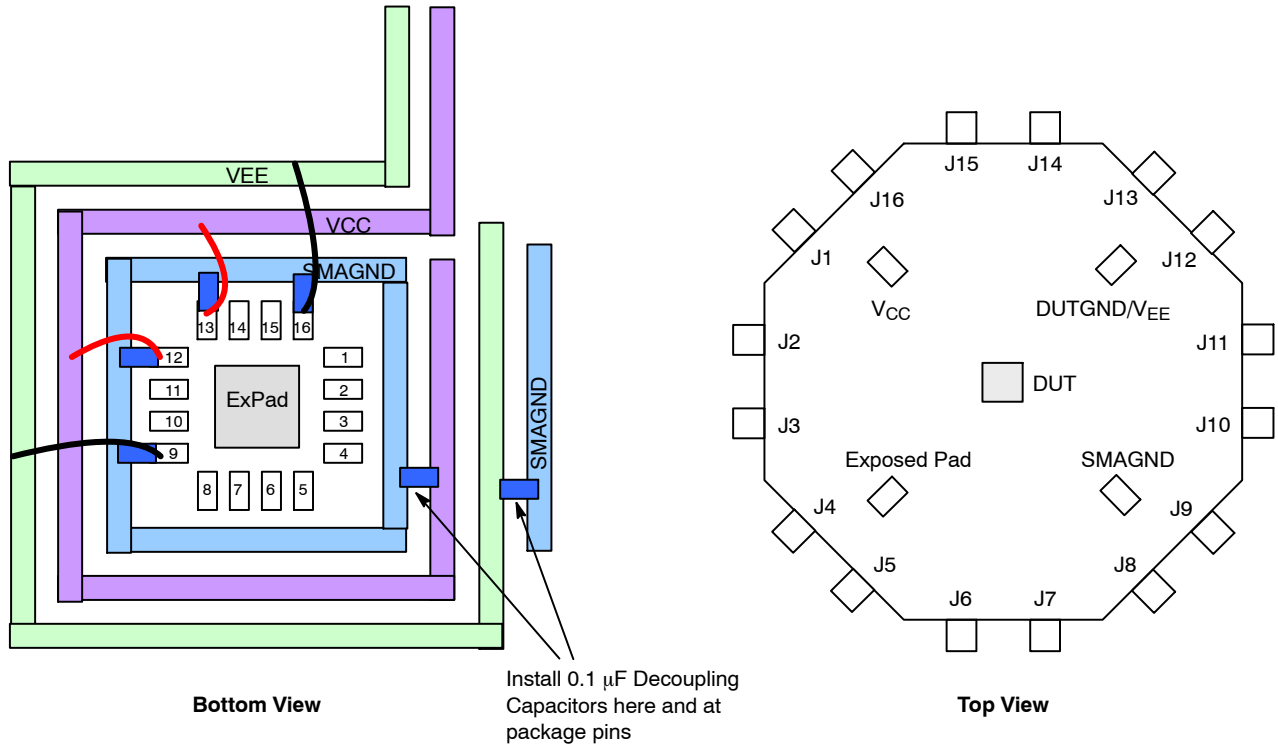 VEE
VCC
SMAGND
13
14
15
16
12
11
10
9
ExPad
1
2
3
4
8
7
6
5
SMAGND
Install 0.1 μF Decoupling
Capacitors here and at
package pins
Bottom View
J15
J14
J16
J13
J1
J12
VCC
DUTGND/VEE
J2
J11
DUT
J3
J10
Exposed Pad
SMAGND
J4
J9
J5
J8
J6
J7
Top View